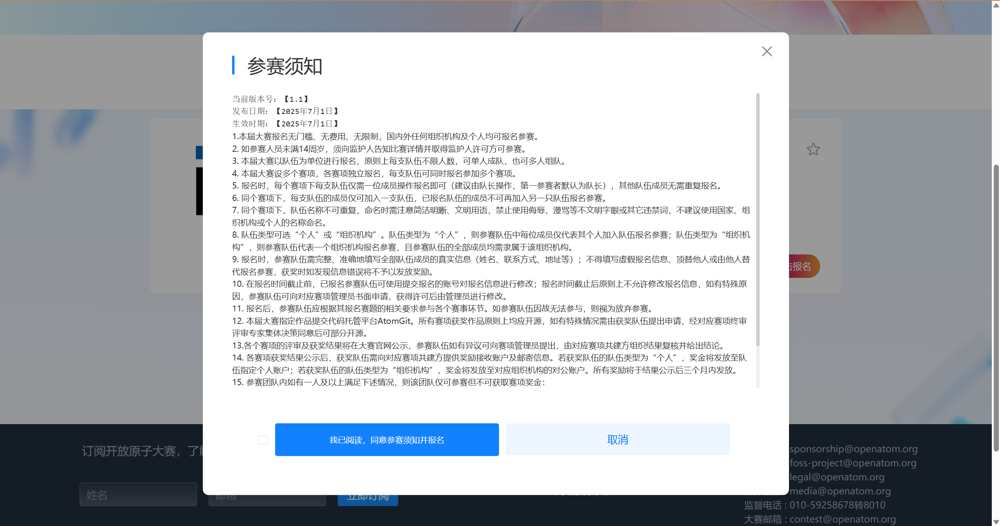 参赛须知
当前版本号：【1.1】
发布日期：【2025年7月1日】
生效时期：【2025年7月1日】
1.本届大赛报名无门槛、无费用、无限制，国内外任何组织机构及个人均可报名参赛。
2. 如参赛人员未满14周岁，须向监护人告知比赛详情并取得监护人许可方可参赛。
3. 本届大赛以队伍为单位进行报名，原则上每支队伍不限人数，可单人成队，也可多人组队。
4. 本届大赛设多个赛项，各赛项独立报名，每支队伍可同时报名参加多个赛项。
5. 报名时，每个赛项下每支队伍仅需一位成员操作报名即可（建议由队长操作，第一参赛者默认为队长），其他队伍成员无需重复报名。
6. 同个赛项下，每支队伍的成员仅可加入一支队伍，已报名队伍的成员不可再加入另一只队伍报名参赛。
7. 同个赛项下，队伍名称不可重复，命名时需注意简洁明晰、文明用语，禁止使用侮辱、漫骂等不文明字眼或其它违禁词，不建议使用国家、组
织机构或个人的名称命名。
8. 队伍类型可选“个人”或“组织机构”。队伍类型为“个人”，则参赛队伍中每位成员仅代表其个人加入队伍报名参赛；队伍类型为“组织机
构”，则参赛队伍代表一个组织机构报名参赛，且参赛队伍的全部成员均需隶属于该组织机构。
9. 报名时，参赛队伍需完整、准确地填写全部队伍成员的真实信息（姓名、联系方式、地址等）；不得填写虚假报名信息、顶替他人或由他人替
代报名参赛，获奖时如发现信息错误将不予以发放奖励。
10. 在报名时间截止前，已报名参赛队伍可使用提交报名的账号对报名信息进行修改；报名时间截止后原则上不允许修改报名信息，如有特殊原
因，参赛队伍可向对应赛项管理员书面申请，获得许可后由管理员进行修改。
11. 报名后，参赛队伍应根据其报名赛题的相关要求参与各个赛事环节。如参赛队伍因故无法参与，则视为放弃参赛。
12. 本届大赛指定作品提交代码托管平台AtomGit。所有赛项获奖作品原则上均应开源，如有特殊情况需由获奖队伍提出申请，经对应赛项终审
评审专家集体决策同意后可部分开源。
13.各个赛项的评审及获奖结果将在大赛官网公示，参赛队伍如有异议可向赛项管理员提出，由对应赛项共建方组织结果复核并给出结论。
14. 各赛项获奖结果公示后，获奖队伍需向对应赛项共建方提供奖励接收账户及邮寄信息。若获奖队伍的队伍类型为“个人”，奖金将发放至队
伍指定个人账户；若获奖队伍的队伍类型为“组织机构”，奖金将发放至对应组织机构的对公账户。所有奖励将于结果公示后三个月内发放。
15. 参赛团队内如有一人及以上满足下述情况，则该团队仅可参赛但不可获取赛项奖金：
我已阅读，同意参赛须知并报名
取消
击报名
订阅开放原子大赛，了解
姓名
邮箱
立即订阅
sponsorship@openatom.org
foss-project@openatom.org
legal@openatom.org
media@openatom.org
监督电话 : 010-59258678转8010
大赛邮箱 : contest@openatom.org